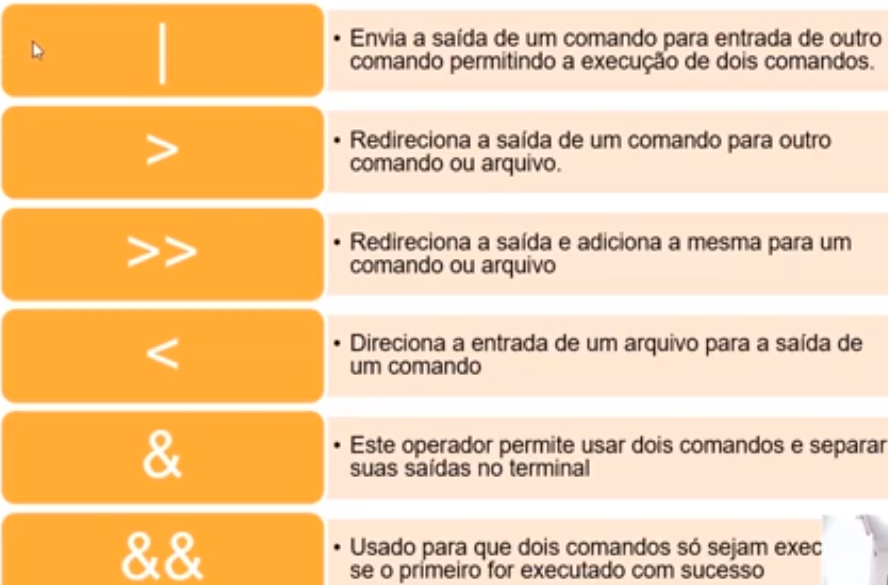 |
• Envia a saída de um comando para entrada de outro
comando permitindo a execução de dois comandos.
>
• Redireciona a saída de um comando para outro
comando ou arquivo.
>>
• Redireciona a saída e adiciona a mesma para um
comando ou arquivo
<
• Direciona a entrada de um arquivo para a saída de
um comando
&
• Este operador permite usar dois comandos e separar
suas saídas no terminal
&&
• Usado para que dois comandos só sejam exec
se o primeiro for executado com sucesso